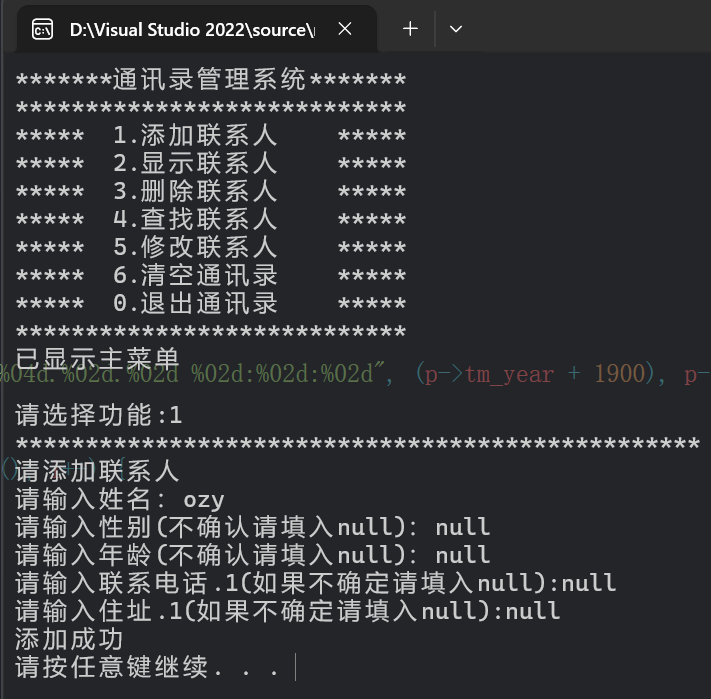 D:\Visual Studio 2022\source\
*******通讯录管理系统*******
****************************
*****  1.添加联系人    *****
*****  2.显示联系人    *****
*****  3.删除联系人    *****
*****  4.查找联系人    *****
*****  5.修改联系人    *****
*****  6.清空通讯录    *****
*****  0.退出通讯录    *****
****************************
已显示主菜单
%04d.%02d.%02d %02d:%02d:%02d", (p->tm_year + 1900), p-
请选择功能:1
*************************************************
请添加联系人
请输入姓名: ozy
请输入性别(不确认请填入null): null
请输入年龄(不确认请填入null): null
请输入联系电话.1(如果不确定请填入null):null
请输入住址.1(如果不确定请填入null):null
添加成功
请按任意键继续. . .